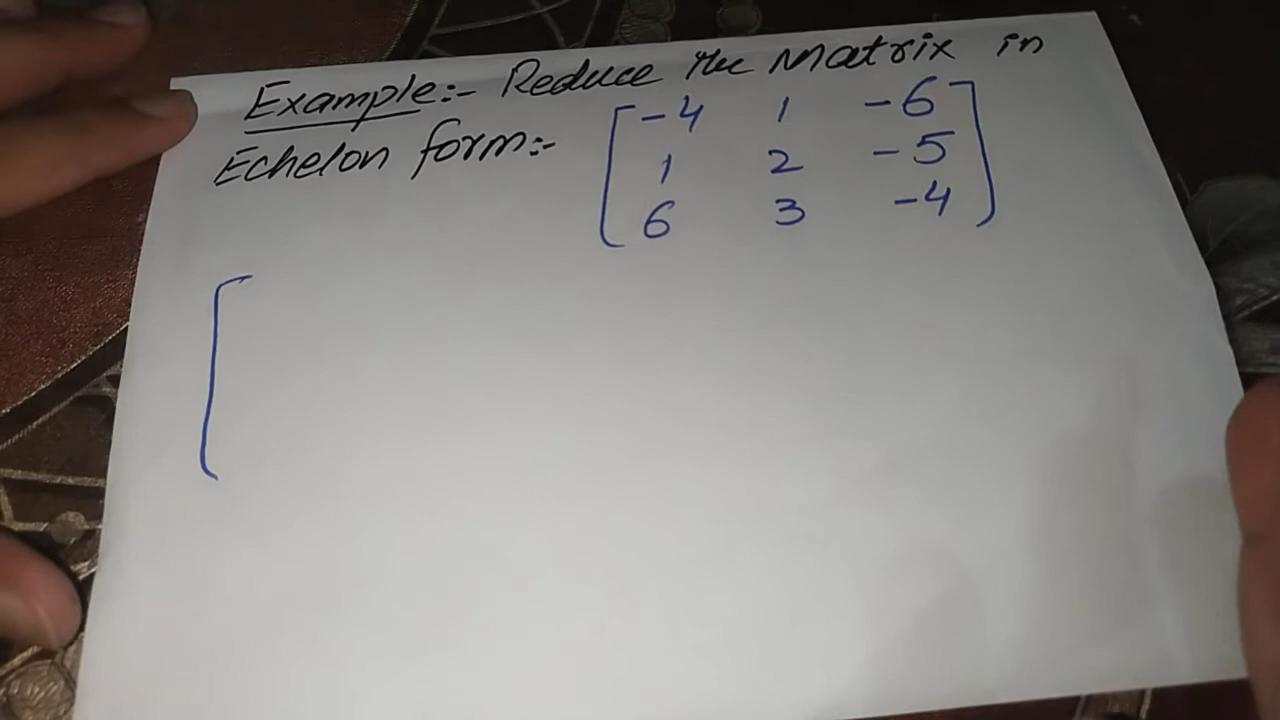 Example:- Reduce the Matrix in
Echelon form:- [ -4 1 -6
1 2 -5
6 3 -4 ]
[